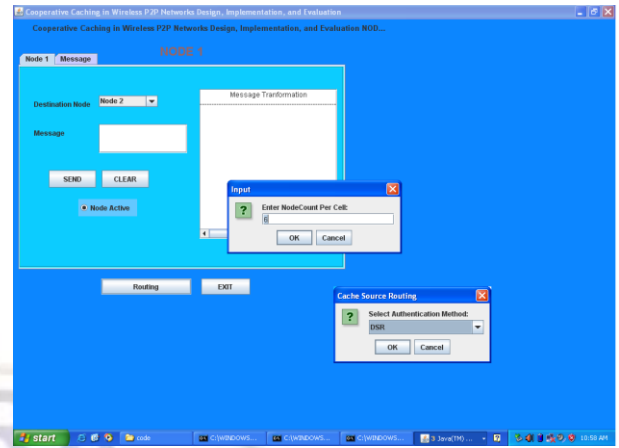 Cooperative Caching in Wireless P2P Networks Design, Implementation, and Evaluation
Cooperative Caching in Wireless P2P Networks Design, Implementation, and Evaluation NOD...
NODE 1
Node 1 Message
Message Tranformation
Destination Node Node 2
Message
SEND CLEAR
Node Active
Input
Enter NodeCount Per Cell:
6
OK Cancel
Routing EXIT
Cache Source Routing
Select Authentication Method:
DSR
OK Cancel
start code C:\WINDOWS... C:\WINDOWS... C:\WINDOWS... 3 Java(TM) ... 10:58 AM